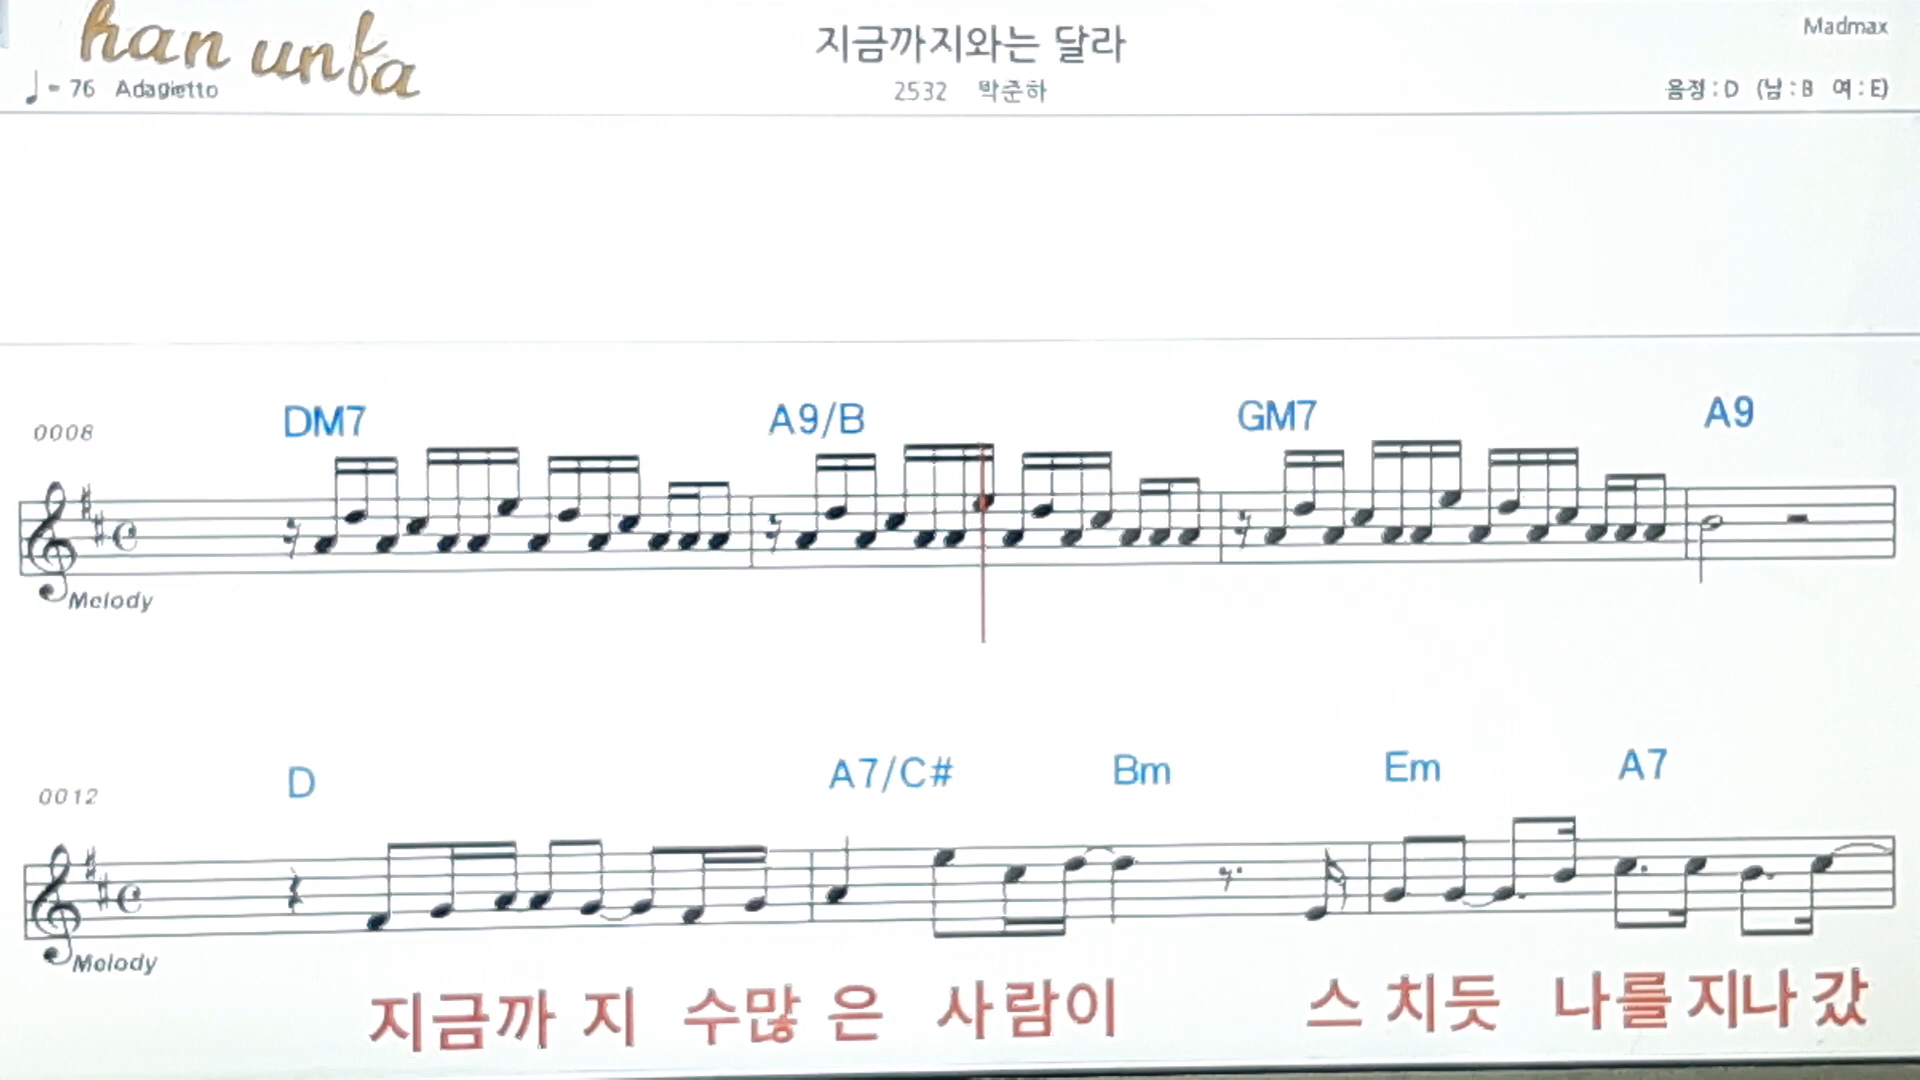 han unfa
지금까지와는 달라
Madmax
♩= 76 Adagietto
2532 박준하
음정 : D (남 : B 여 : E)
DM7 A9/B GM7 A9
0008
Melody
D A7/C# Bm Em A7
0012
Melody
지금까 지 수많 은 사람이 스 치듯 나를 지나 갔